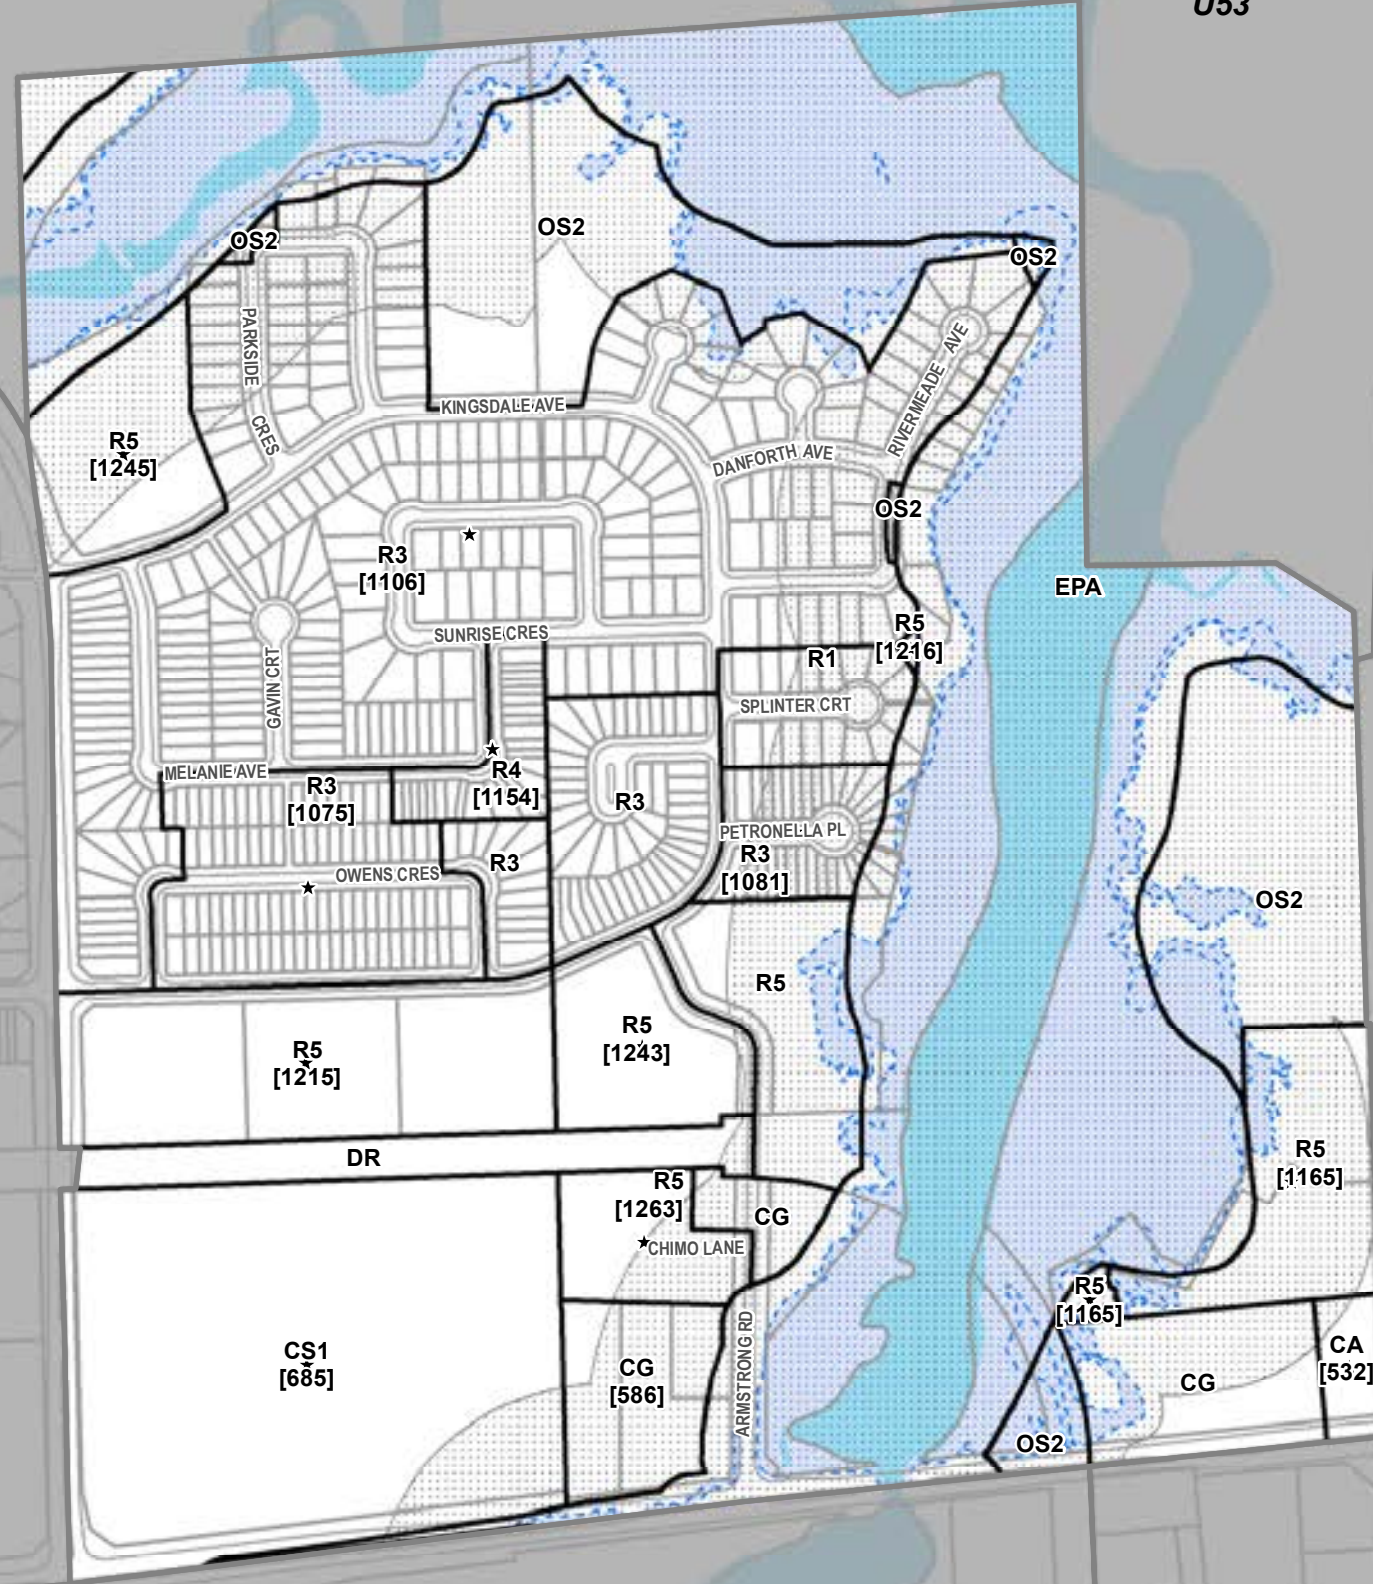 U53
OS2
OS2
OS2
PARKSIDE
CRES
RIVERMEADE AVE
KINGSDALE AVE
R5
[1245]
DANFORTH AVE
OS2
R3
[1106]
EPA
SUNRISE CRES
R5
[1216]
R1
GAVIN CRT
SPLINTER CRT
MELANIE AVE
R4
[1154]
R3
[1075]
R3
PETRONELLA PL
R3
[1081]
R3
OWENS CRES
OS2
R5
R5
[1243]
R5
[1215]
DR
R5
[1165]
R5
[1263]
CG
CHIMO LANE
R5
[1165]
ARMSTRONG RD
CS1
[685]
CG
[586]
CA
[532]
CG
OS2